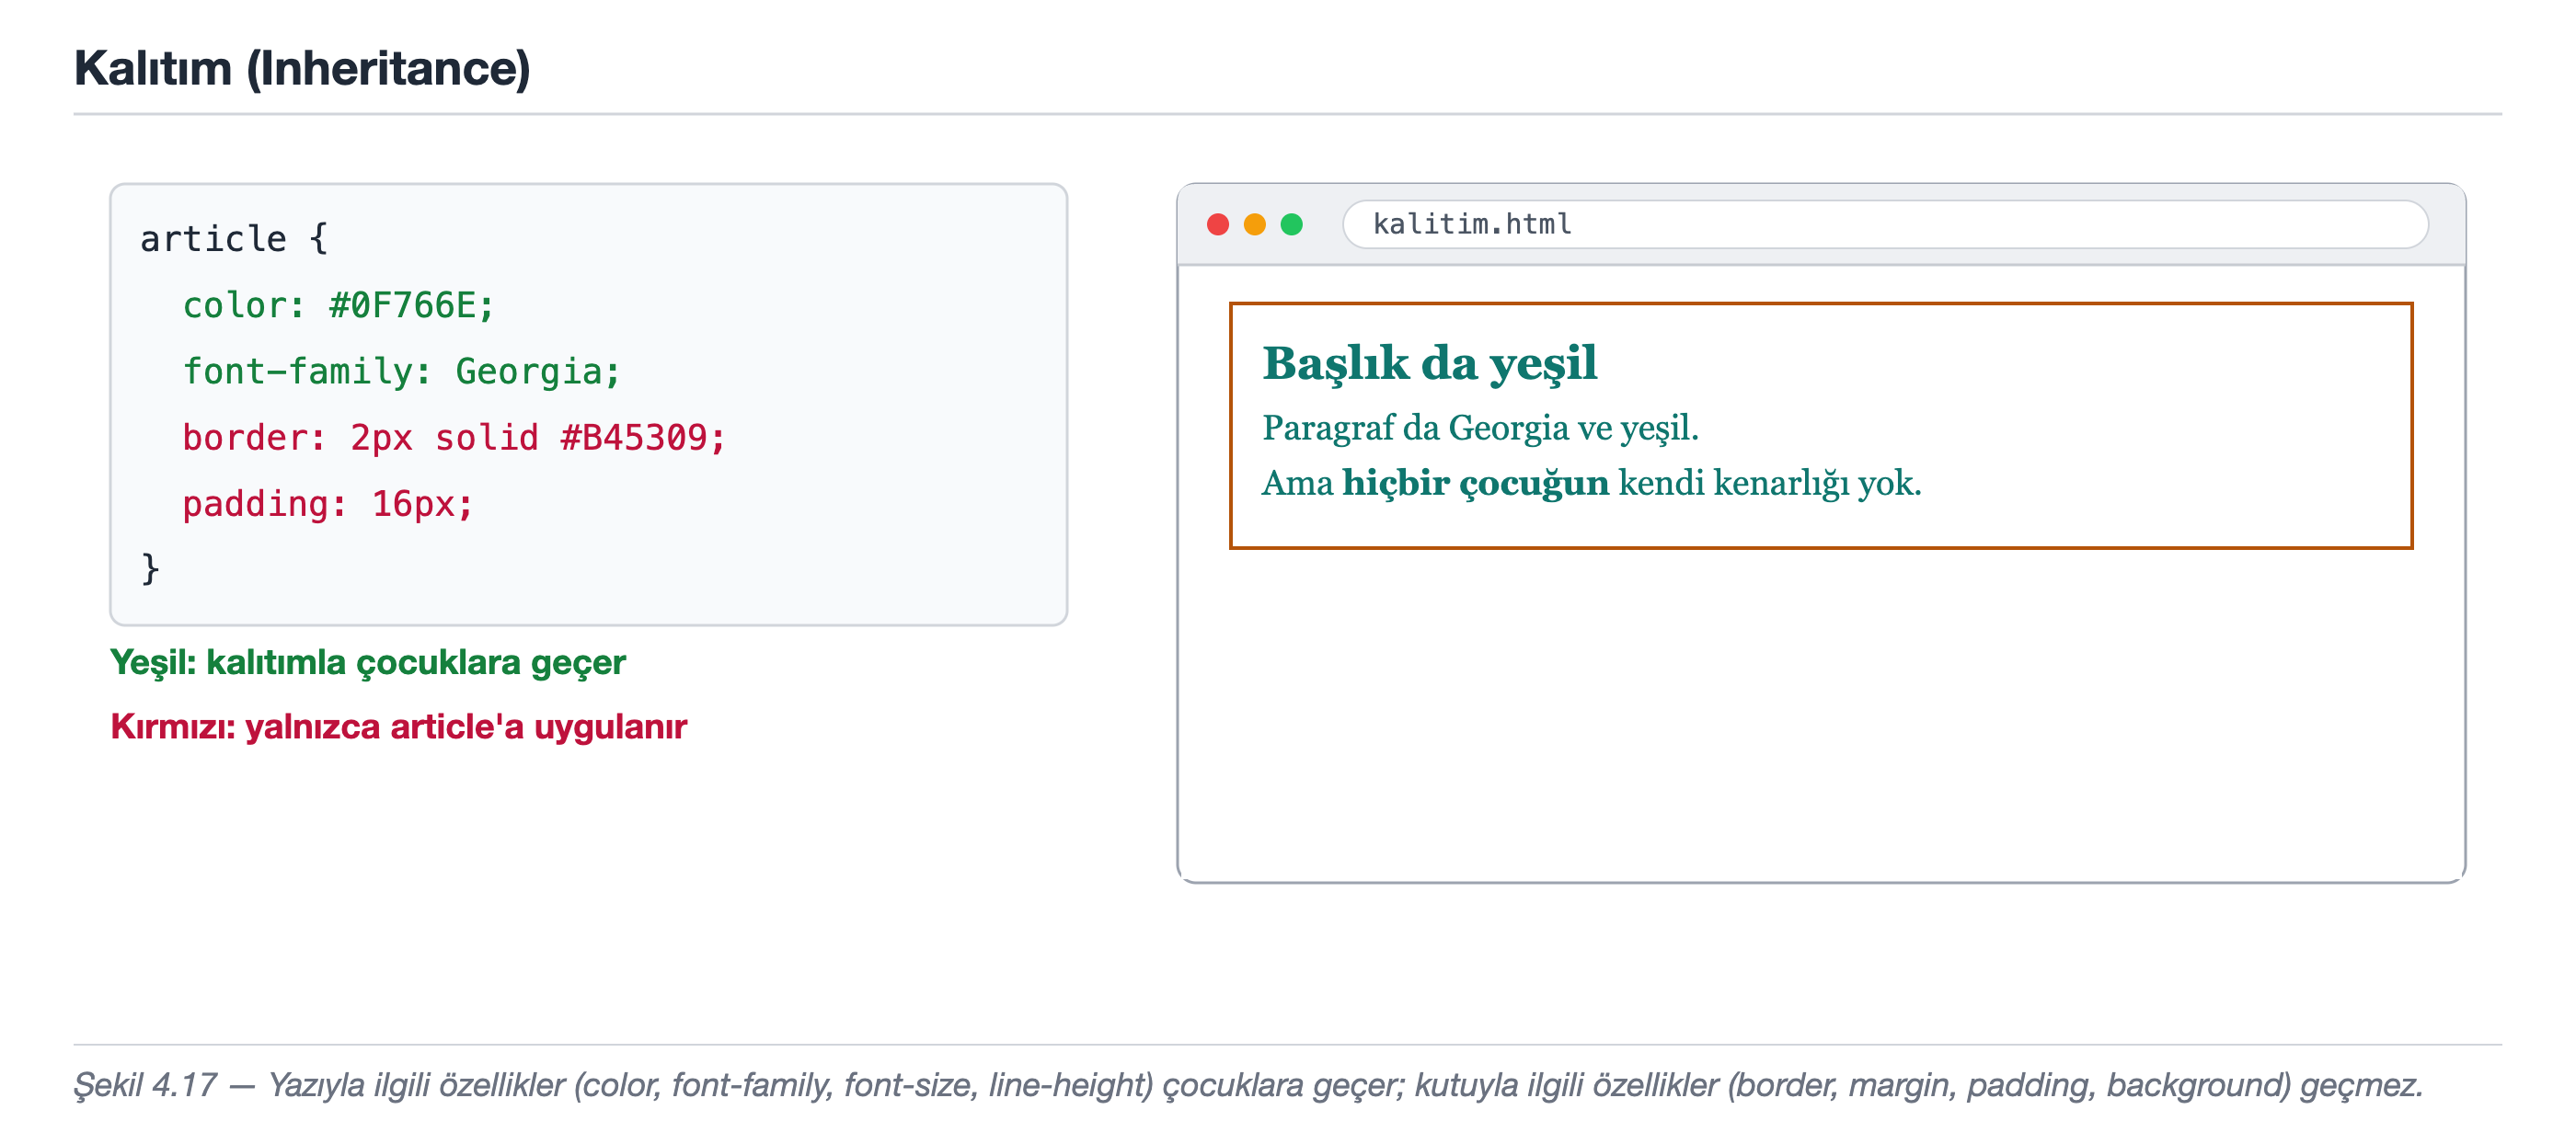 Kalıtım (Inheritance)
article {
  color: #0F766E;
  font-family: Georgia;
  border: 2px solid #B45309;
  padding: 16px;
}
Yeşil: kalıtımla çocuklara geçer
Kırmızı: yalnızca article'a uygulanır
kalitim.html
Başlık da yeşil
Paragraf da Georgia ve yeşil.
Ama hiçbir çocuğun kendi kenarlığı yok.
Şekil 4.17 — Yazıyla ilgili özellikler (color, font-family, font-size, line-height) çocuklara geçer; kutuyla ilgili özellikler (border, margin, padding, background) geçmez.